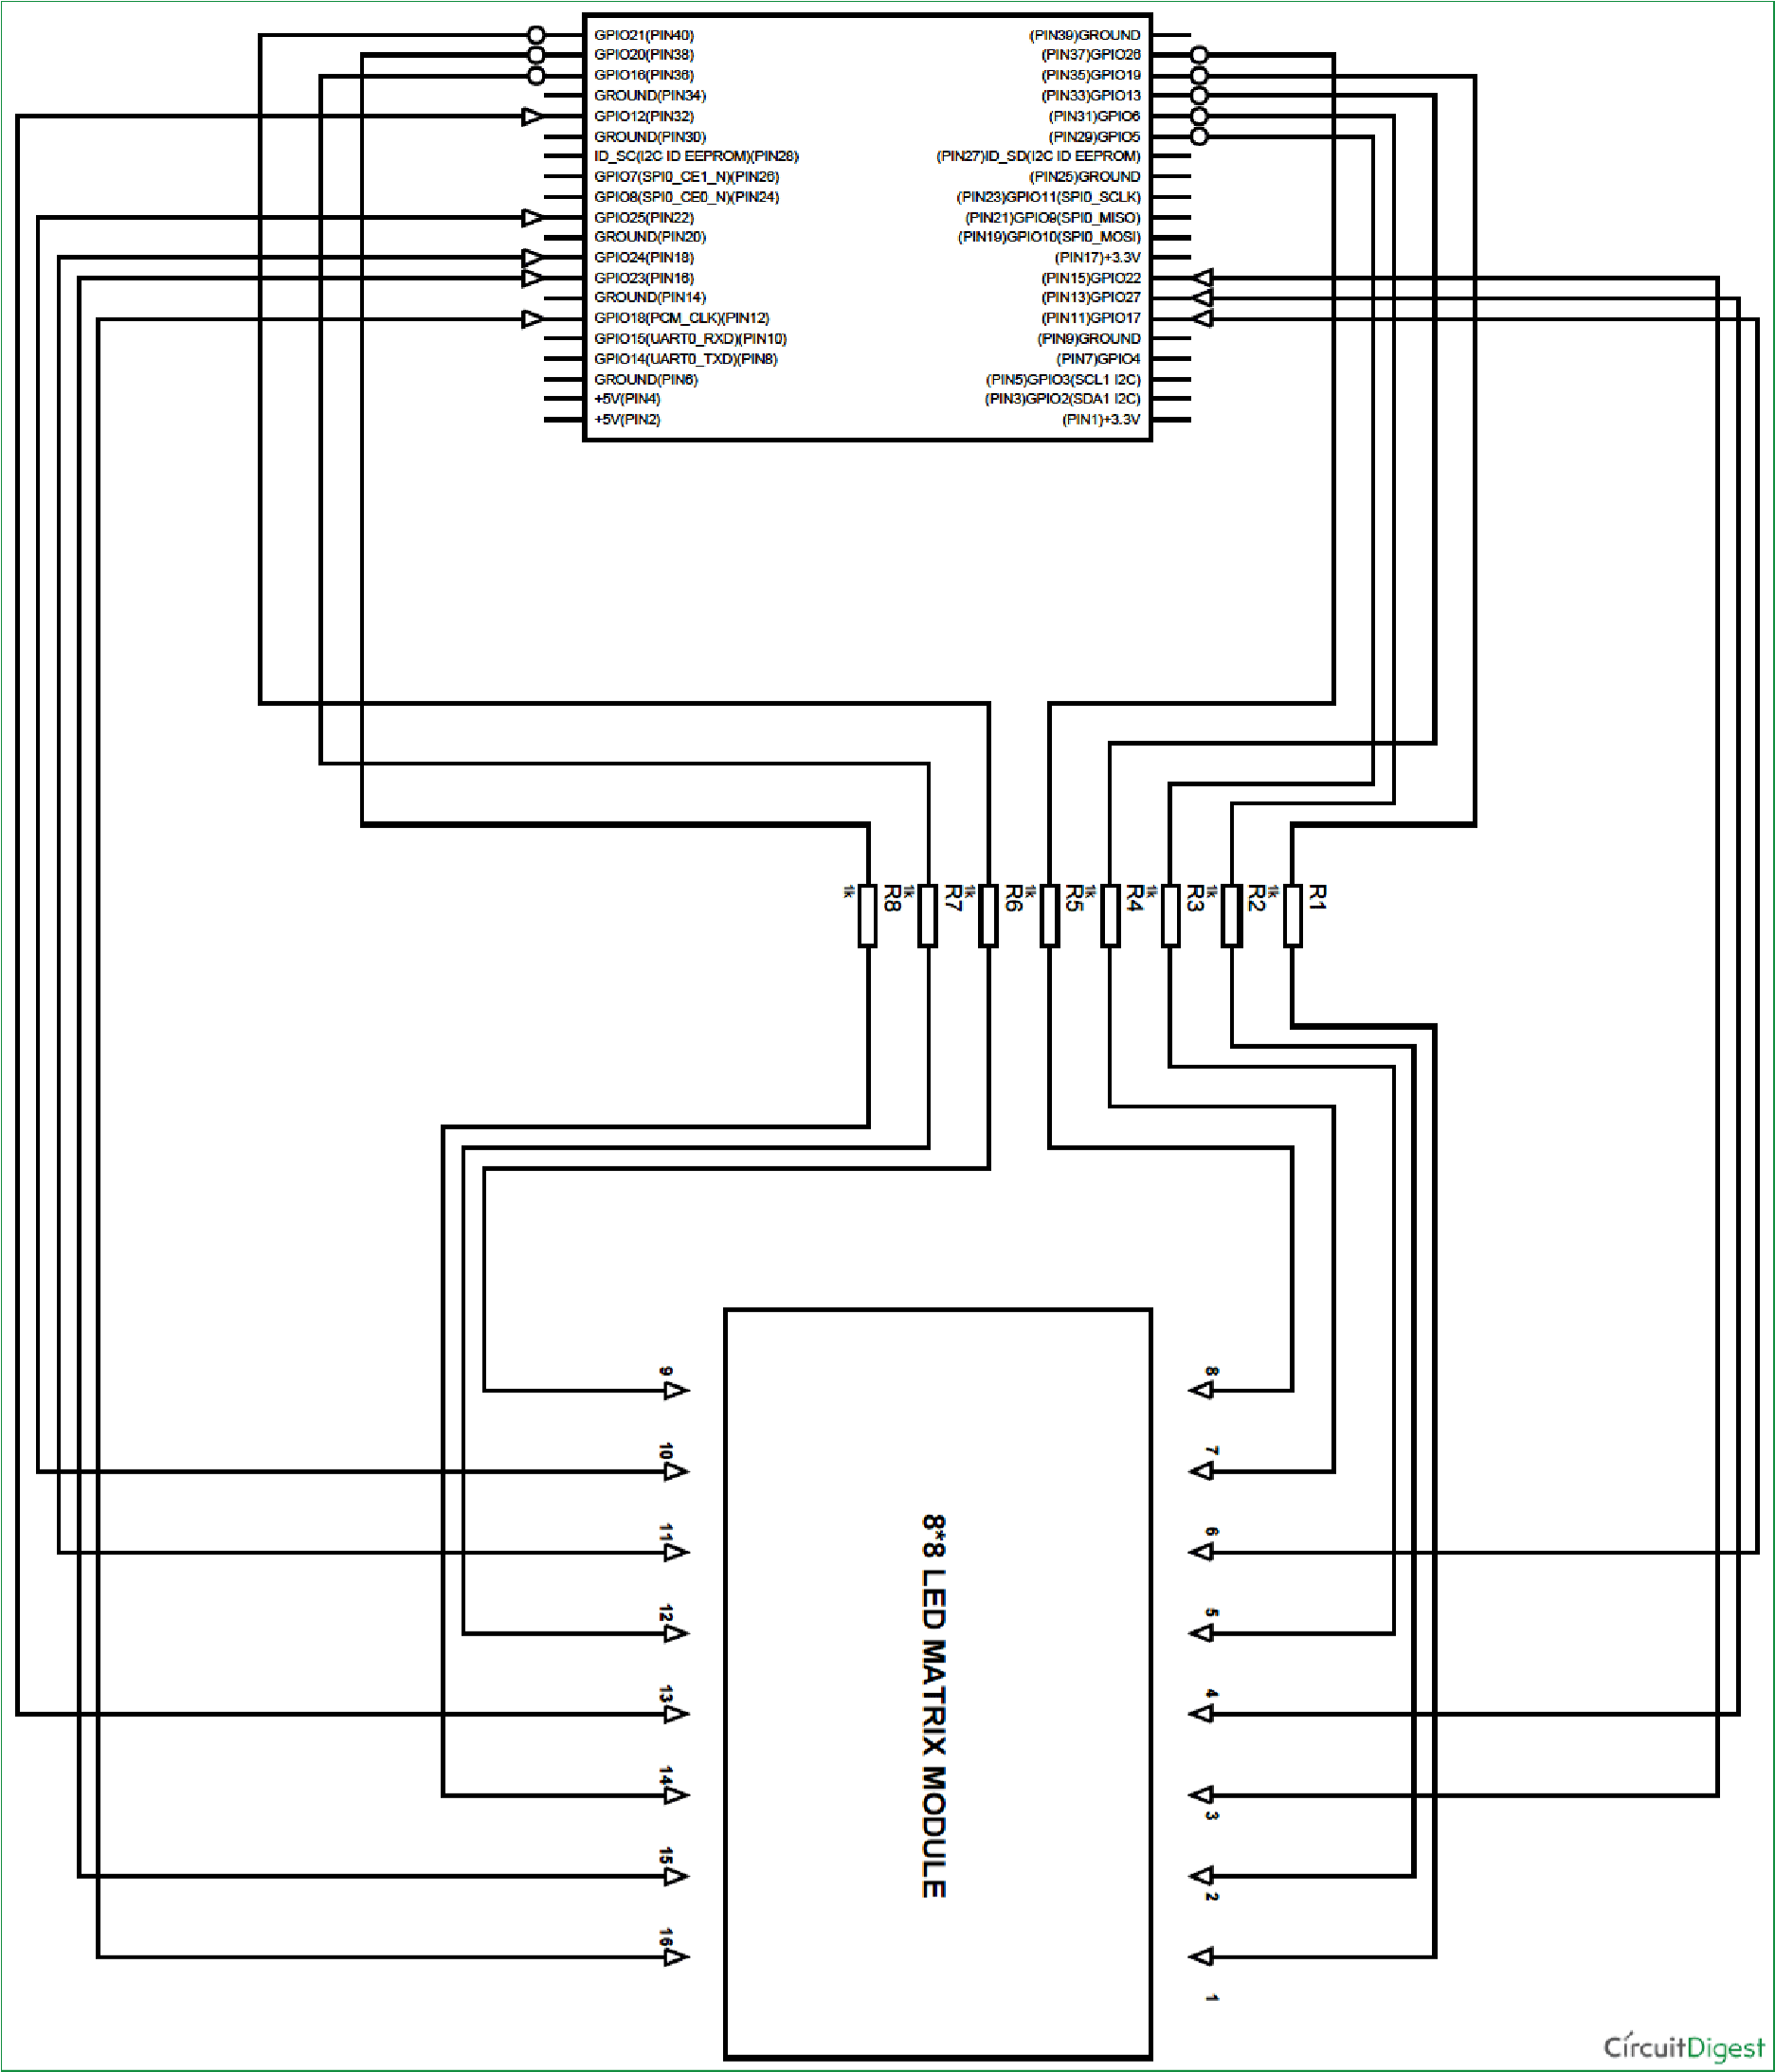 GPIO21(PIN40)
GPIO20(PIN38)
GPIO16(PIN36)
GROUND(PIN34)
GPIO12(PIN32)
GROUND(PIN30)
ID_SC(I2C ID EEPROM)(PIN28)
GPIO7(SPI0_CE1_N)(PIN26)
GPIO8(SPI0_CE0_N)(PIN24)
GPIO25(PIN22)
GROUND(PIN20)
GPIO24(PIN18)
GPIO23(PIN16)
GROUND(PIN14)
GPIO18(PCM_CLK)(PIN12)
GPIO15(UART0_RXD)(PIN10)
GPIO14(UART0_TXD)(PIN8)
GROUND(PIN6)
+5V(PIN4)
+5V(PIN2)
(PIN39)GROUND
(PIN37)GPIO26
(PIN35)GPIO19
(PIN33)GPIO13
(PIN31)GPIO6
(PIN29)GPIO5
(PIN27)ID_SD(I2C ID EEPROM)
(PIN25)GROUND
(PIN23)GPIO11(SPI0_SCLK)
(PIN21)GPIO9(SPI0_MISO)
(PIN19)GPIO10(SPI0_MOSI)
(PIN17)+3.3V
(PIN15)GPIO22
(PIN13)GPIO27
(PIN11)GPIO17
(PIN9)GROUND
(PIN7)GPIO4
(PIN5)GPIO3(SCL1 I2C)
(PIN3)GPIO2(SDA1 I2C)
(PIN1)+3.3V
1k
R8
1k
R7
1k
R6
1k
R5
1k
R4
1k
R3
1k
R2
1k
R1
9
10
11
12
13
14
15
16
8*8 LED MATRIX MODULE
8
7
6
5
4
3
2
1
CircuitDigest